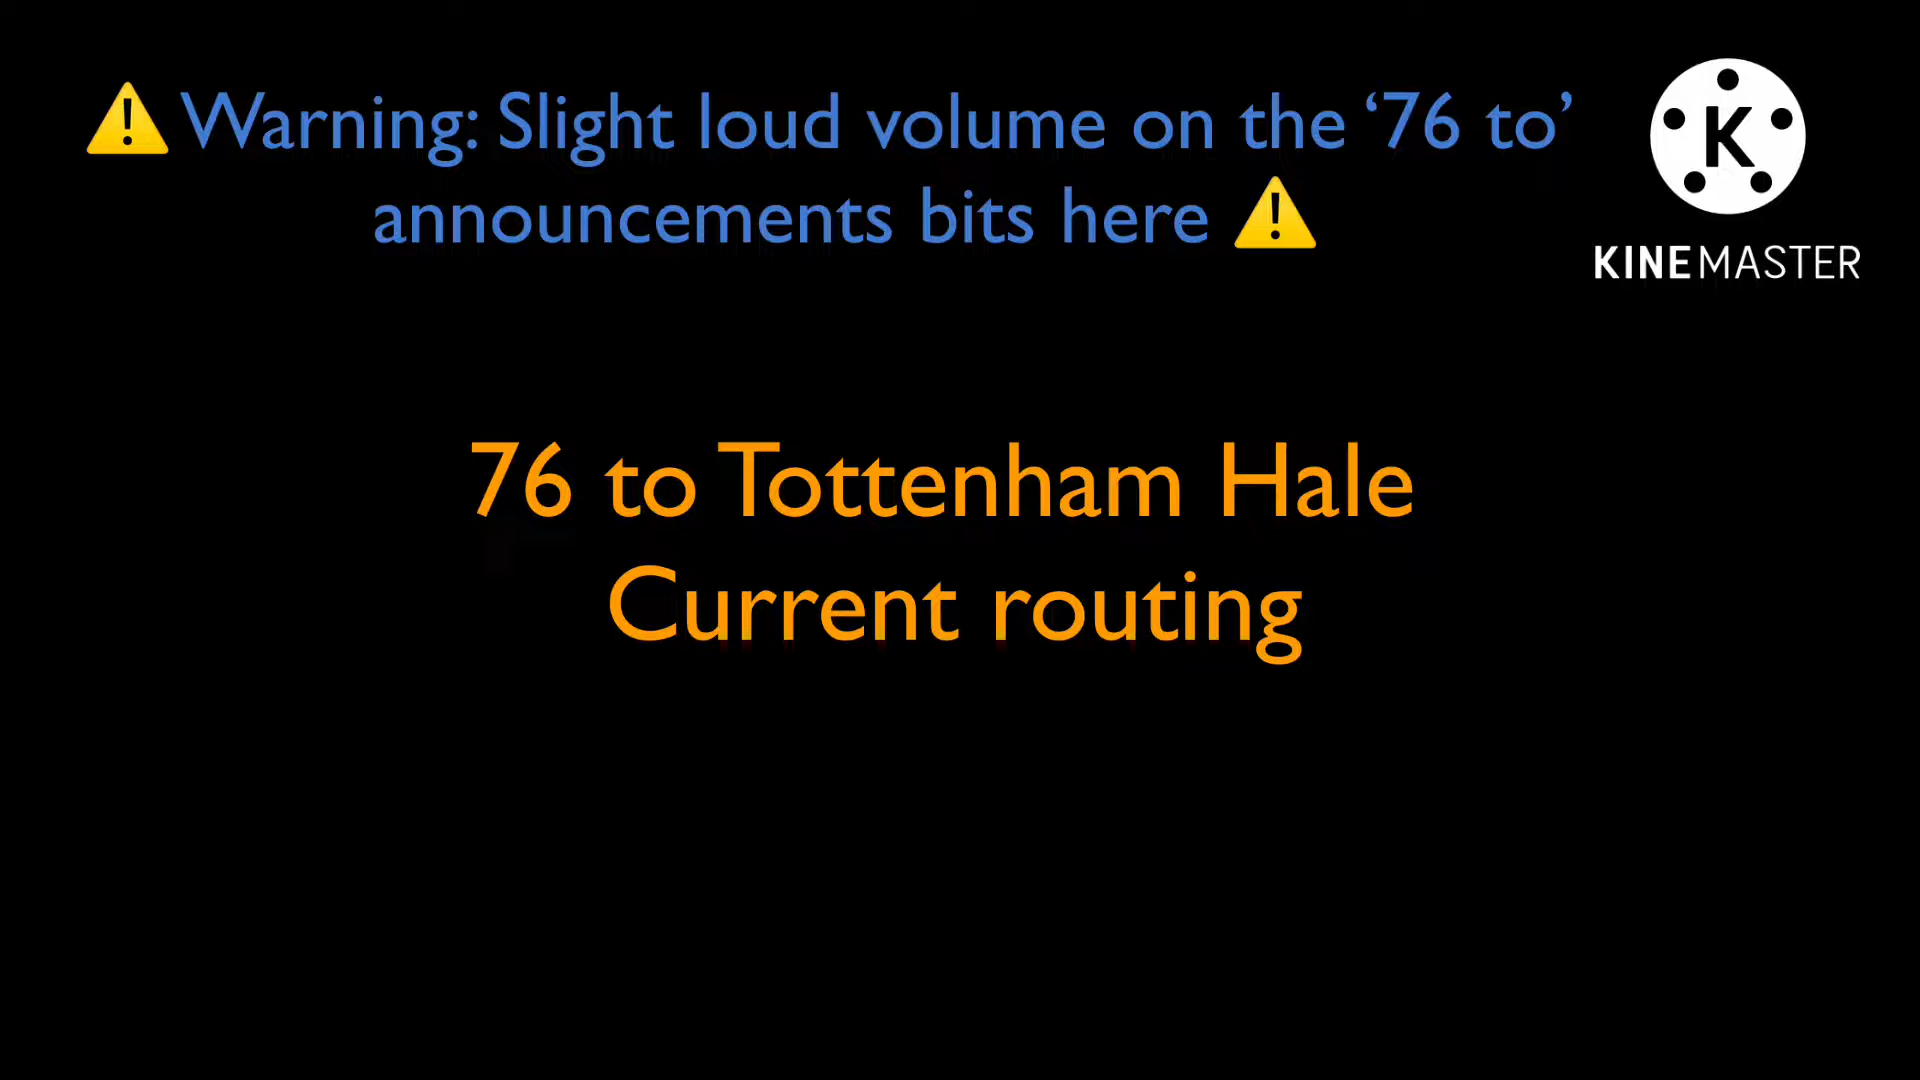 ⚠️ Warning: Slight loud volume on the ‘76 to’
announcements bits here ⚠️
K
KINEMASTER
76 to Tottenham Hale
Current routing